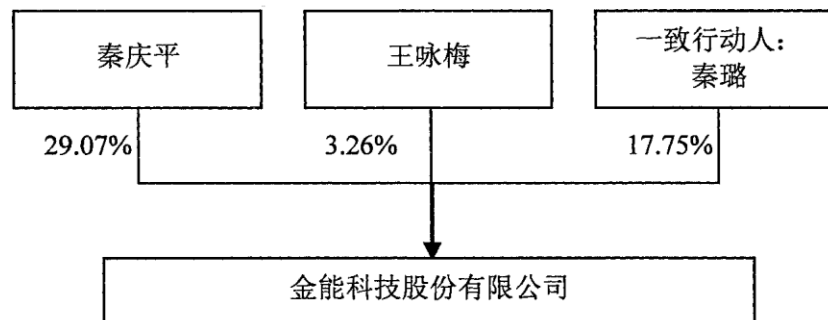 秦庆平
王咏梅
一致行动人：
秦璐
29.07%
3.26%
17.75%
金能科技股份有限公司